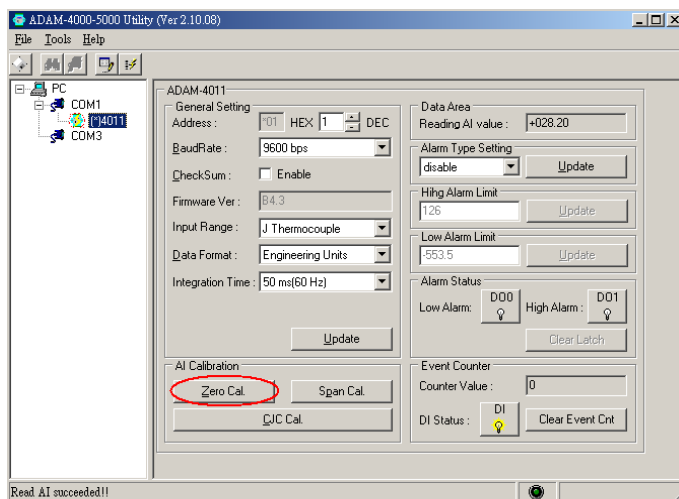 ADAM-4000-5000 Utility (Ver 2.10.08)
File Tools Help
PC
COM1
(*)4011
COM3
ADAM-4011
General Setting
Address : *01 HEX 1 DEC
BaudRate : 9600 bps
CheckSum : Enable
Firmware Ver : B4.3
Input Range : J Thermocouple
Data Format : Engineering Units
Integration Time : 50 ms(60 Hz)
Update
AI Calibration
Zero Cal. Span Cal.
CJC Cal.
Data Area
Reading AI value : +028.20
Alarm Type Setting
disable Update
Hihg Alarm Limit
126 Update
Low Alarm Limit
-553.5 Update
Alarm Status
Low Alarm: DO0 High Alarm : DO1
Clear Latch
Event Counter
Counter Value : 0
DI Status : DI Clear Event Cnt
Read AI succeeded!!